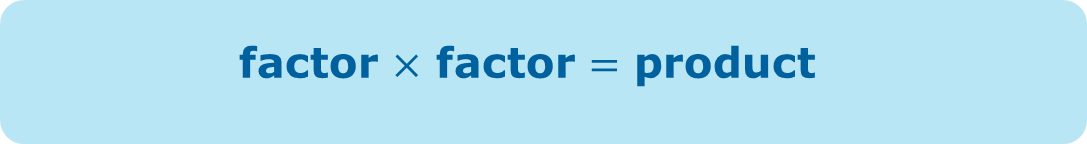 factor × factor = product